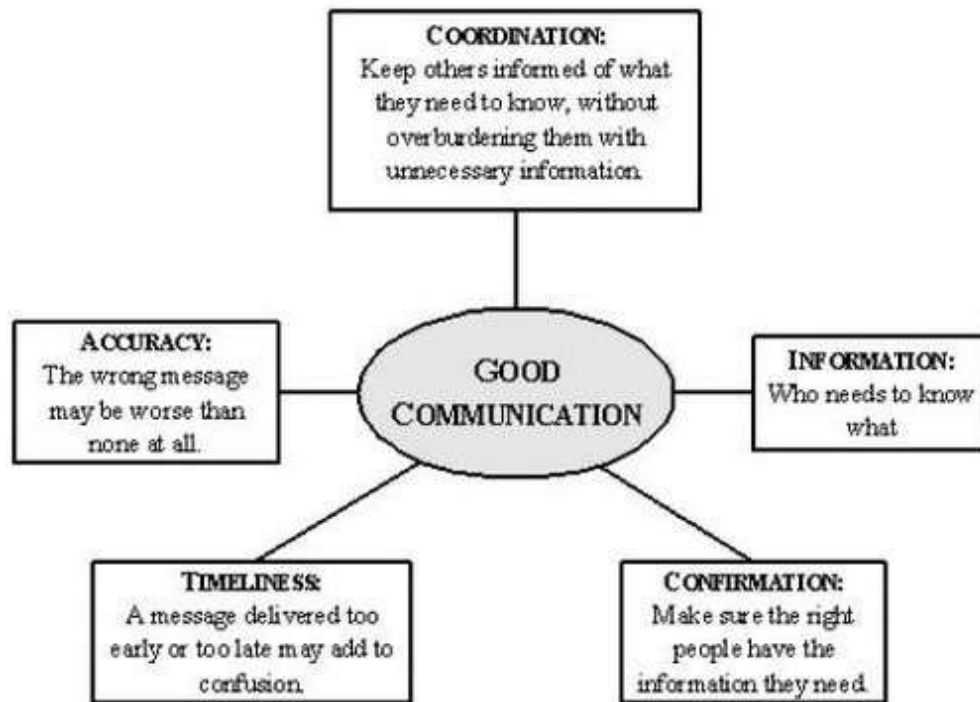 COORDINATION:
Keep others informed of what
they need to know, without
overburdening them with
unnecessary information.
ACCURACY:
The wrong message
may be worse than
none at all.
GOOD
COMMUNICATION
INFORMATION:
Who needs to know
what
TIMELINESS:
A message delivered too
early or too late may add to
confusion.
CONFIRMATION:
Make sure the right
people have the
information they need.